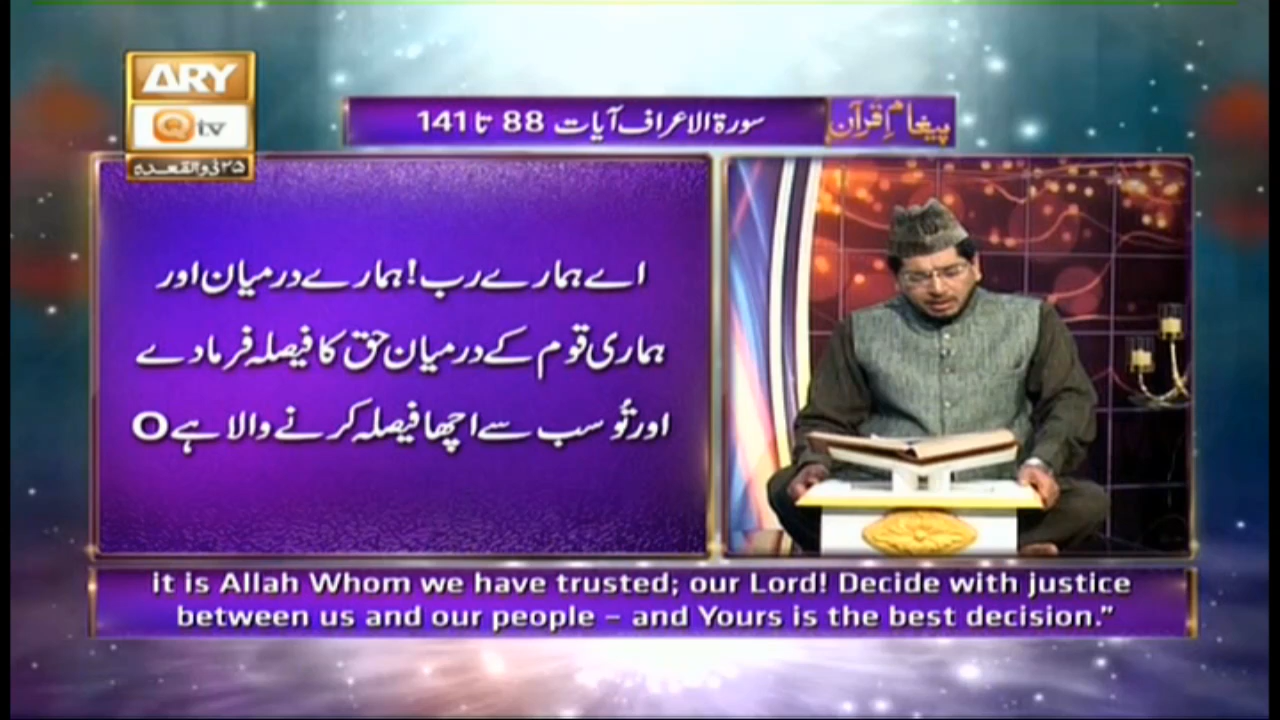 ARY
Qtv
۲۵ ذوالقعدہ
پیغامِ قرآن
سورۃ الاعراف آیات 88 تا 141
اے ہمارے رب! ہمارے درمیان اور
ہماری قوم کے درمیان حق کا فیصلہ فرما دے
اور تُو سب سے اچھا فیصلہ کرنے والا ہے O
it is Allah Whom we have trusted; our Lord! Decide with justice
between us and our people – and Yours is the best decision.”